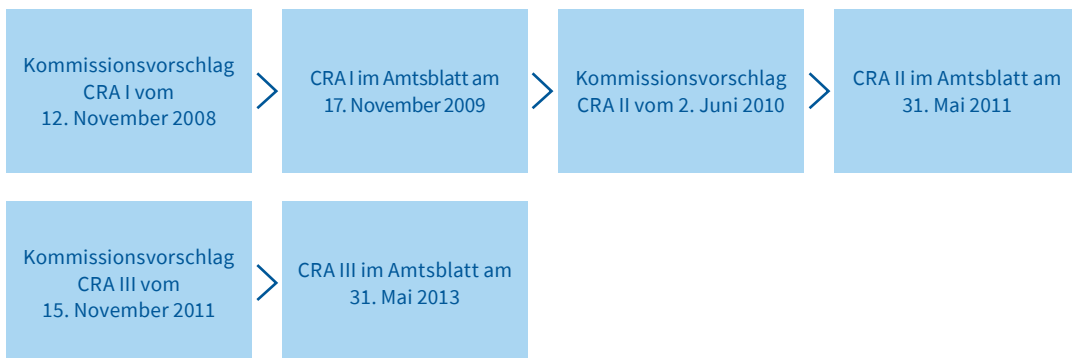 Kommissionsvorschlag
CRA I vom
12. November 2008
CRA I im Amtsblatt am
17. November 2009
Kommissionsvorschlag
CRA II vom 2. Juni 2010
CRA II im Amtsblatt am
31. Mai 2011
Kommissionsvorschlag
CRA III vom
15. November 2011
CRA III im Amtsblatt am
31. Mai 2013